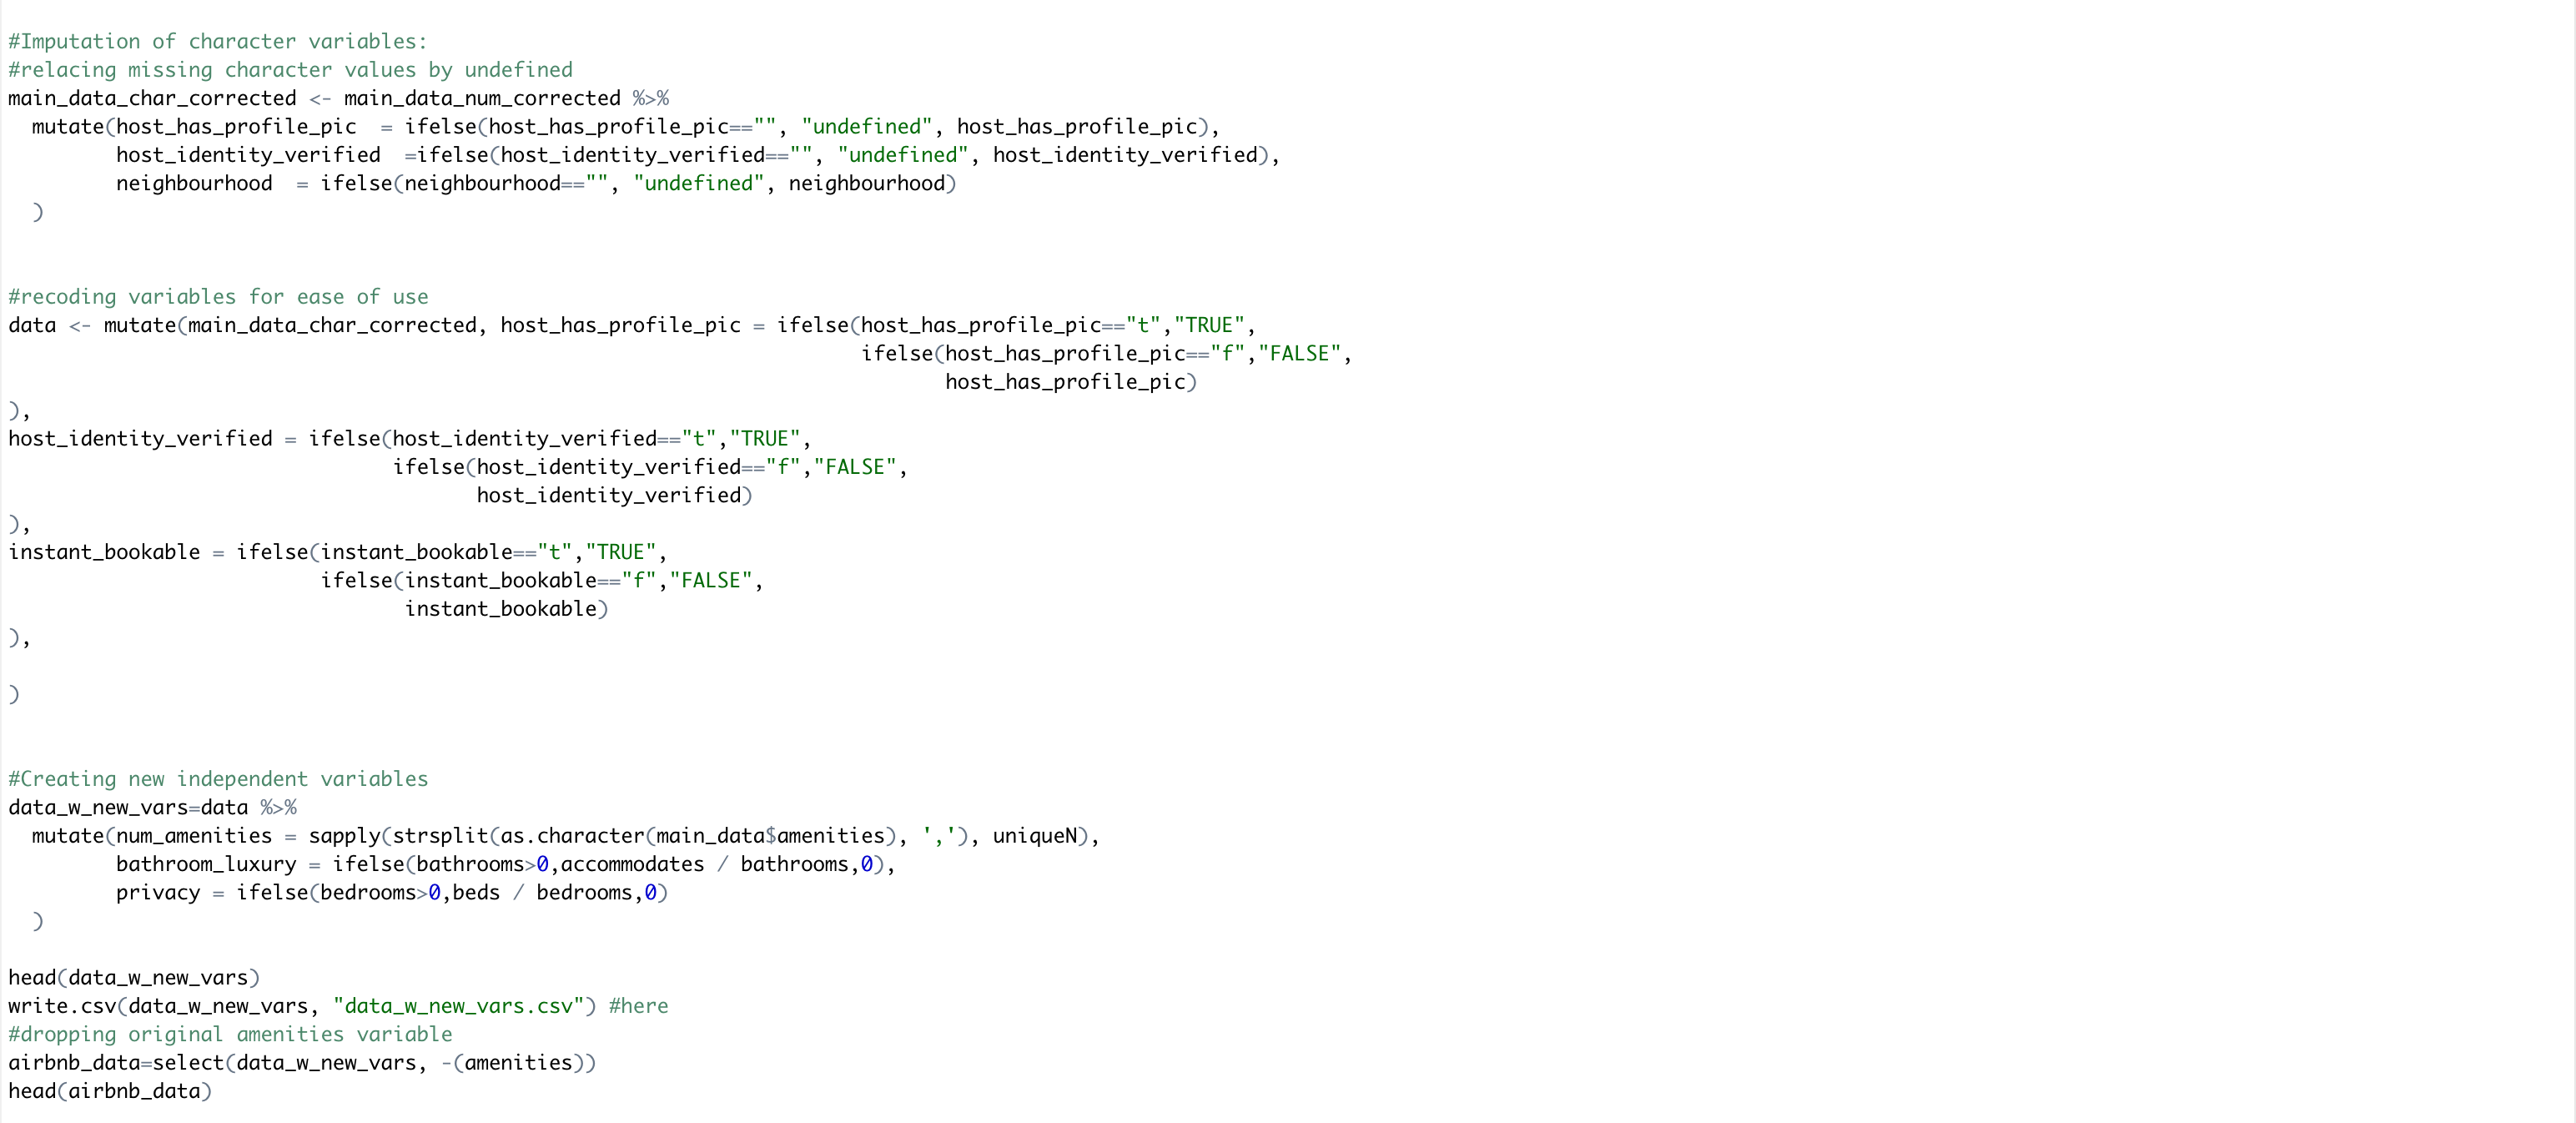 #Imputation of character variables:
#relacing missing character values by undefined
main_data_char_corrected <- main_data_num_corrected %>%
  mutate(host_has_profile_pic  = ifelse(host_has_profile_pic=="", "undefined", host_has_profile_pic),
         host_identity_verified  =ifelse(host_identity_verified=="", "undefined", host_identity_verified),
         neighbourhood  = ifelse(neighbourhood=="", "undefined", neighbourhood)
  )
#recoding variables for ease of use
data <- mutate(main_data_char_corrected, host_has_profile_pic = ifelse(host_has_profile_pic=="t","TRUE",
                                                                       ifelse(host_has_profile_pic=="f","FALSE",
                                                                              host_has_profile_pic)
),
host_identity_verified = ifelse(host_identity_verified=="t","TRUE",
                                ifelse(host_identity_verified=="f","FALSE",
                                       host_identity_verified)
),
instant_bookable = ifelse(instant_bookable=="t","TRUE",
                          ifelse(instant_bookable=="f","FALSE",
                                 instant_bookable)
),
)
#Creating new independent variables
data_w_new_vars=data %>%
  mutate(num_amenities = sapply(strsplit(as.character(main_data$amenities), ','), uniqueN),
         bathroom_luxury = ifelse(bathrooms>0,accommodates / bathrooms,0),
         privacy = ifelse(bedrooms>0,beds / bedrooms,0)
  )
head(data_w_new_vars)
write.csv(data_w_new_vars, "data_w_new_vars.csv") #here
#dropping original amenities variable
airbnb_data=select(data_w_new_vars, -(amenities))
head(airbnb_data)